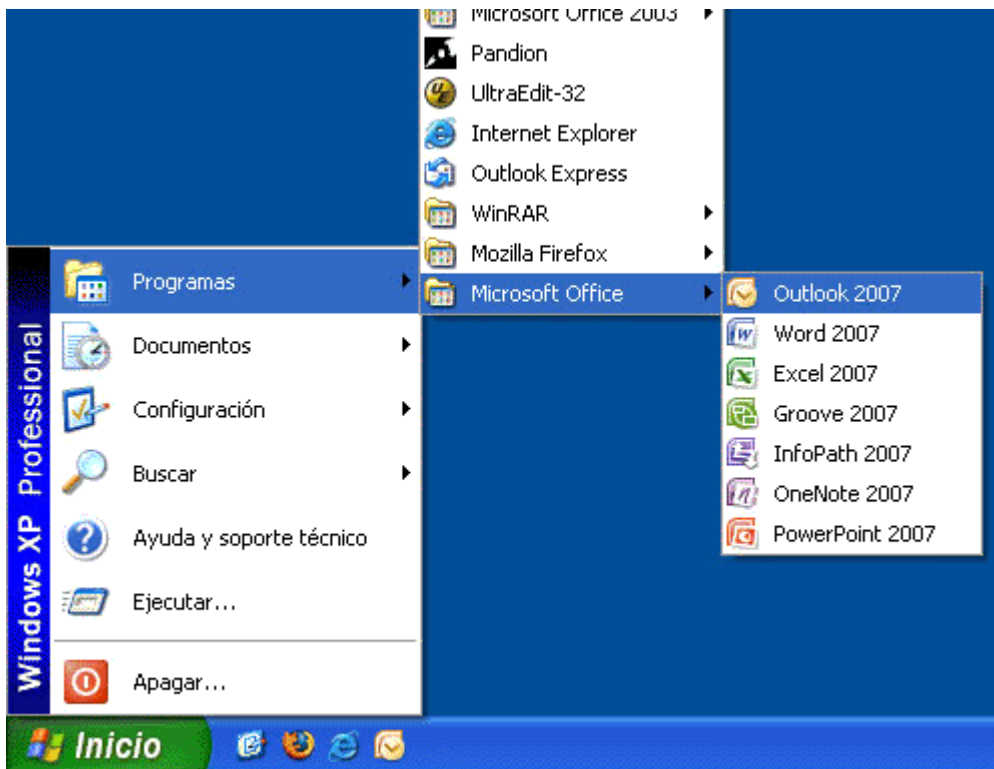 Microsoft Office 2003
Pandion
UltraEdit-32
Internet Explorer
Outlook Express
WinRAR
Mozilla Firefox
Microsoft Office
Outlook 2007
Word 2007
Excel 2007
Groove 2007
InfoPath 2007
OneNote 2007
PowerPoint 2007
Windows XP Professional
Programas
Documentos
Configuración
Buscar
Ayuda y soporte técnico
Ejecutar...
Apagar...
Inicio